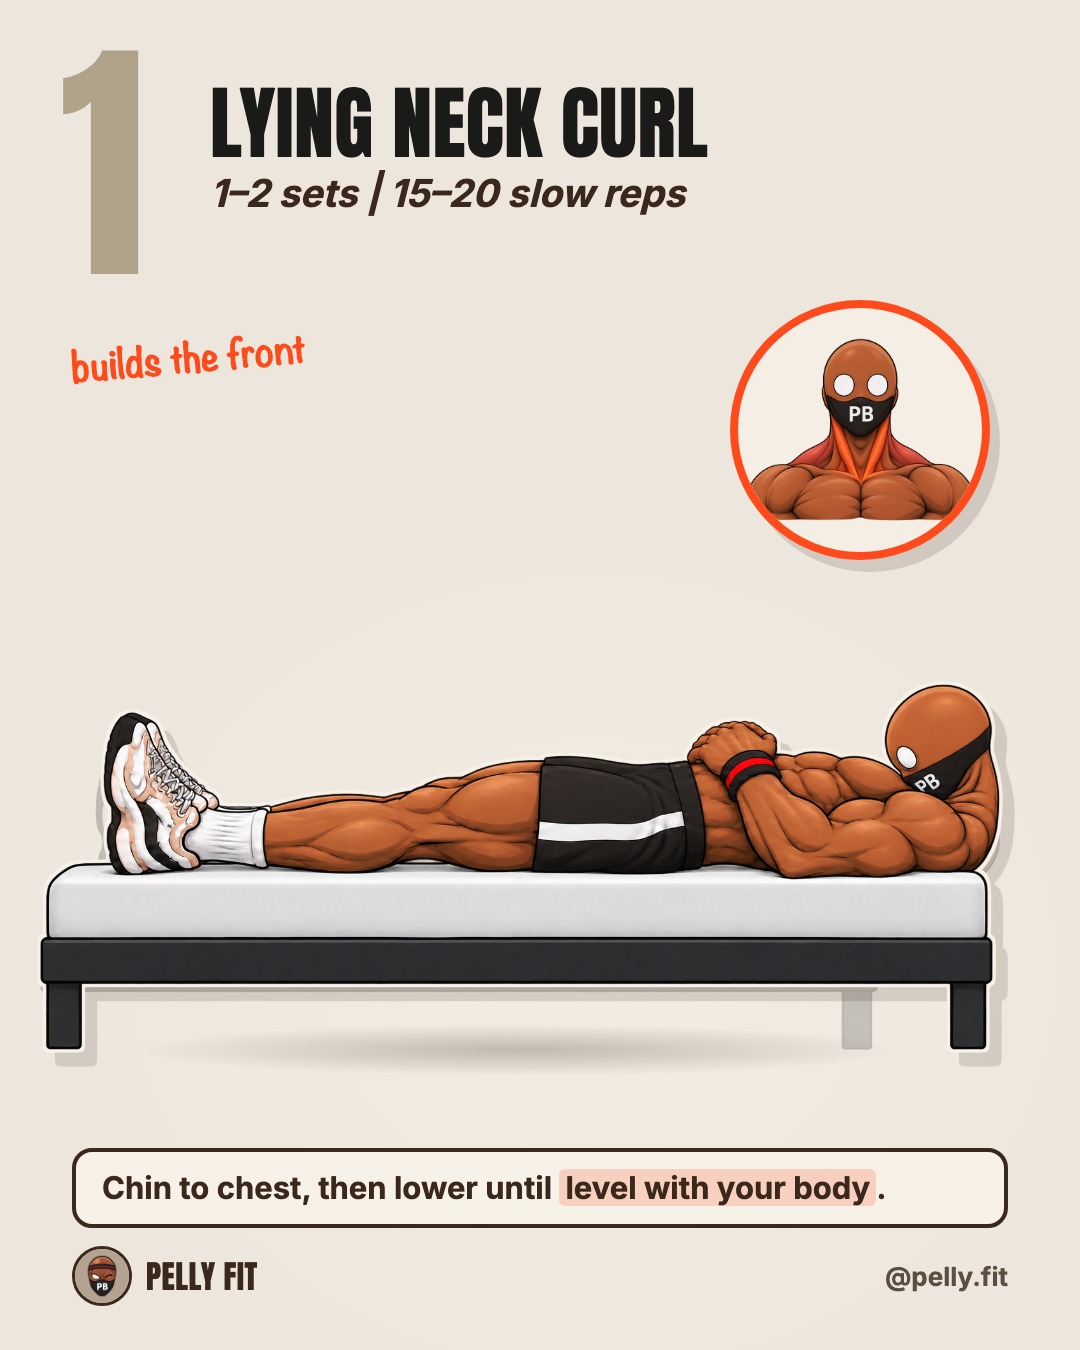 1
LYING NECK CURL
1–2 sets | 15–20 slow reps
builds the front
PB
PB
Chin to chest, then lower until level with your body.
PB
PELLY FIT
@pelly.fit